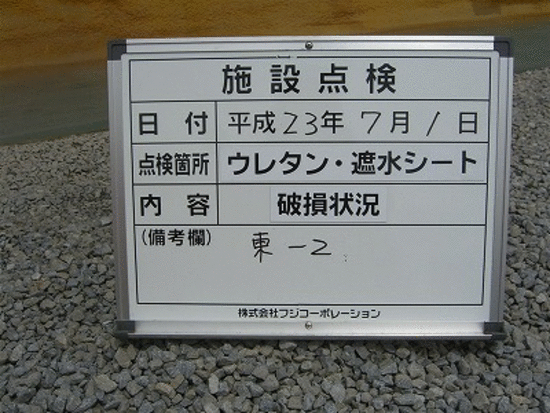 施設点検
日付 平成23年7月1日
点検箇所 ウレタン・遮水シート
内容 破損状況
(備考欄) 東-2
株式会社フジコーポレーション